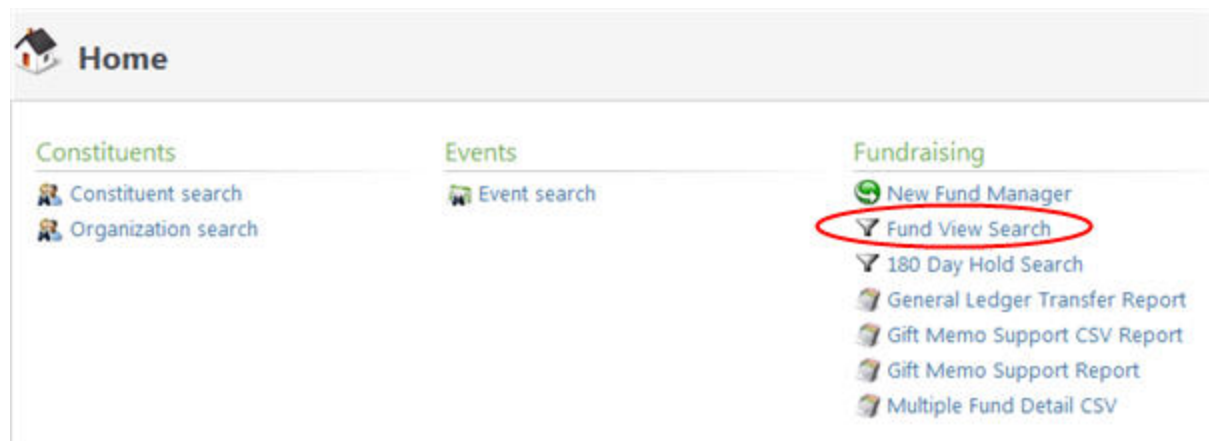 Home
Constituents
Constituent search
Organization search
Events
Event search
Fundraising
New Fund Manager
Fund View Search
180 Day Hold Search
General Ledger Transfer Report
Gift Memo Support CSV Report
Gift Memo Support Report
Multiple Fund Detail CSV